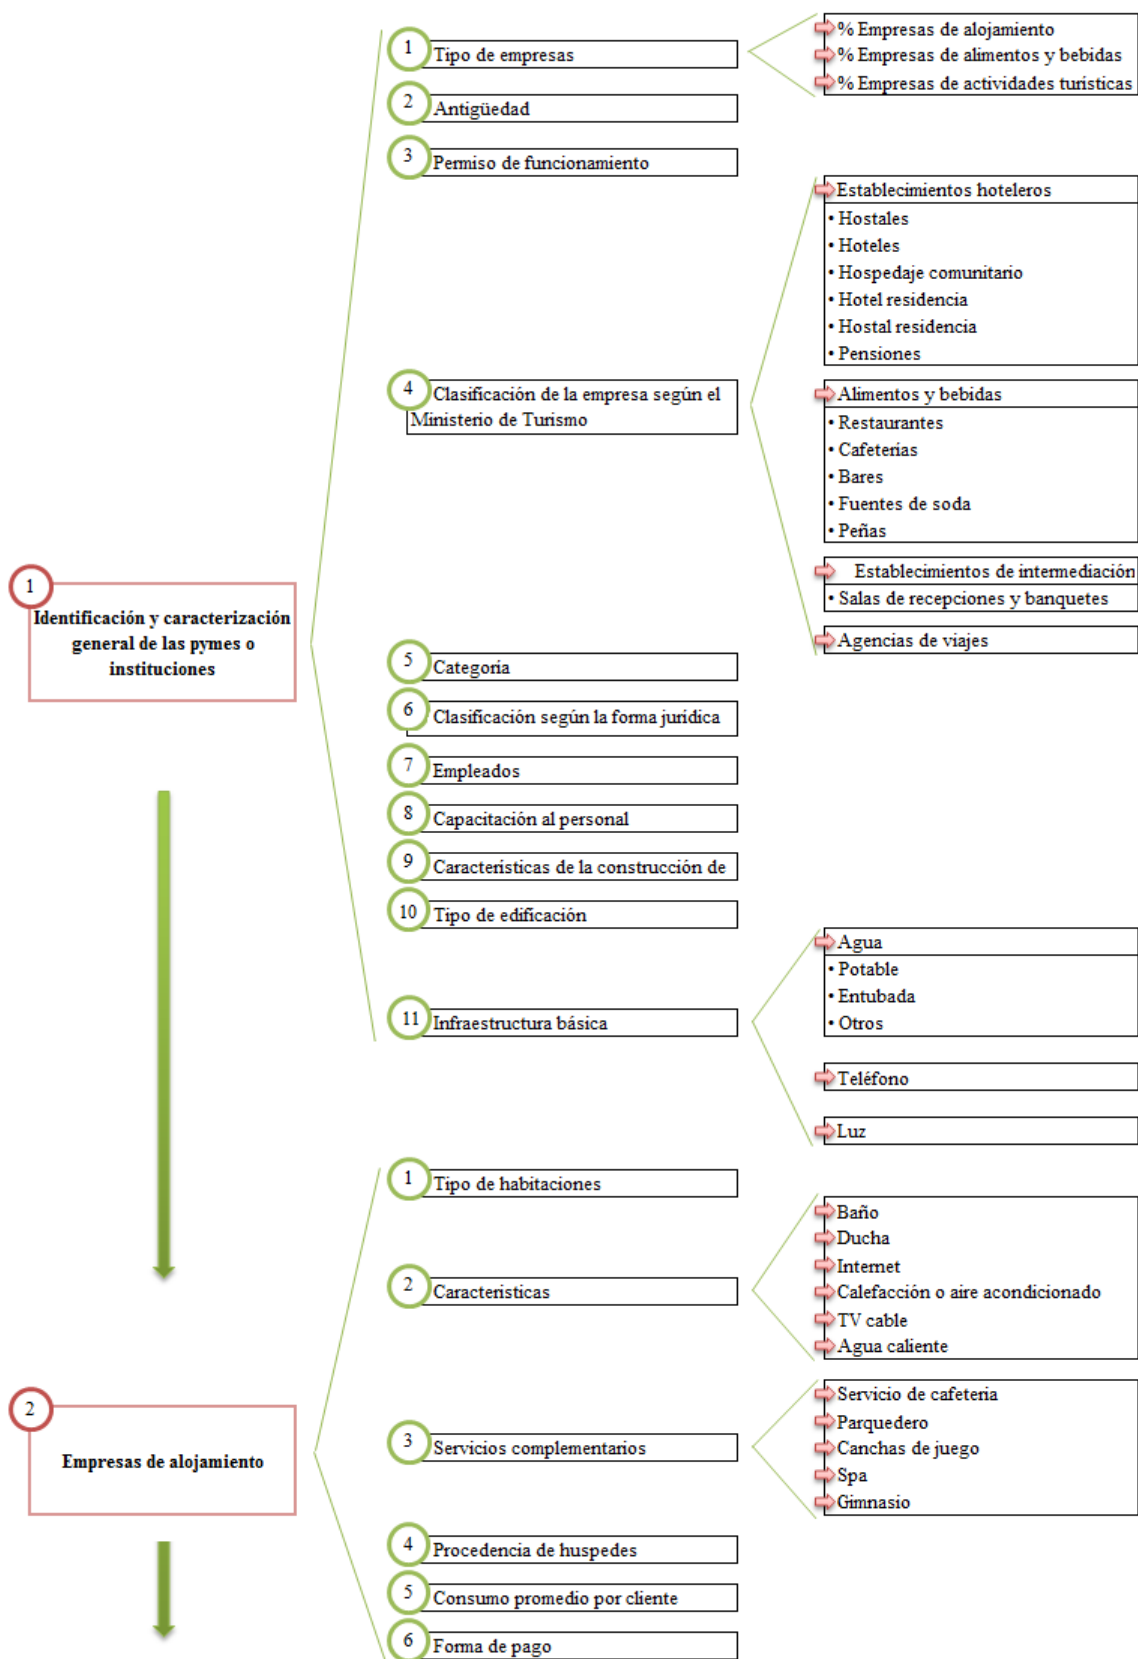 1
Tipo de empresas
% Empresas de alojamiento
% Empresas de alimentos y bebidas
% Empresas de actividades turísticas
2
Antigüedad
3
Permiso de funcionamiento
4
Clasificación de la empresa según el
Ministerio de Turismo
Establecimientos hoteleros
• Hostales
• Hoteles
• Hospedaje comunitario
• Hotel residencia
• Hostal residencia
• Pensiones
Alimentos y bebidas
• Restaurantes
• Cafeterías
• Bares
• Fuentes de soda
• Peñas
Establecimientos de intermediación
• Salas de recepciones y banquetes
Agencias de viajes
1
Identificación y caracterización
general de las pymes o
instituciones
5
Categoría
6
Clasificación según la forma jurídica
7
Empleados
8
Capacitación al personal
9
Características de la construcción de
10
Tipo de edificación
11
Infraestructura básica
Agua
• Potable
• Entubada
• Otros
Teléfono
Luz
1
Tipo de habitaciones
2
Características
Baño
Ducha
Internet
Calefacción o aire acondicionado
TV cable
Agua caliente
2
Empresas de alojamiento
3
Servicios complementarios
Servicio de cafetería
Parquedero
Canchas de juego
Spa
Gimnasio
4
Procedencia de huspedes
5
Consumo promedio por cliente
6
Forma de pago